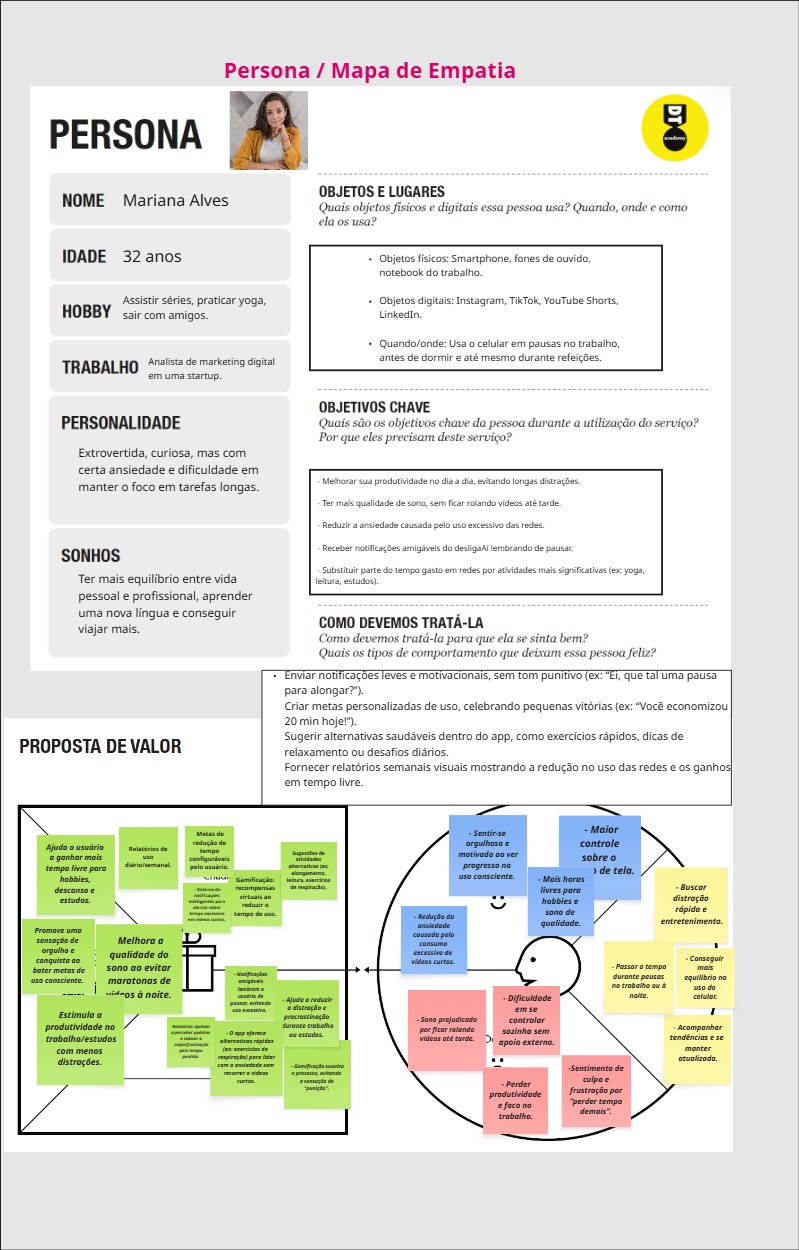 Persona / Mapa de Empatia
PERSONA
DT
academy
NOME Mariana Alves
IDADE 32 anos
HOBBY Assistir séries, praticar yoga,
sair com amigos.
TRABALHO Analista de marketing digital
em uma startup.
PERSONALIDADE
Extrovertida, curiosa, mas com
certa ansiedade e dificuldade em
manter o foco em tarefas longas.
SONHOS
Ter mais equilíbrio entre vida
pessoal e profissional, aprender
uma nova língua e conseguir
viajar mais.
OBJETOS E LUGARES
Quais objetos físicos e digitais essa pessoa usa? Quando, onde e como
ela os usa?
• Objetos físicos: Smartphone, fones de ouvido,
notebook do trabalho.
• Objetos digitais: Instagram, TikTok, YouTube Shorts,
LinkedIn.
• Quando/onde: Usa o celular em pausas no trabalho,
antes de dormir e até mesmo durante refeições.
OBJETIVOS CHAVE
Quais são os objetivos chave da pessoa durante a utilização do serviço?
Por que eles precisam deste serviço?
- Melhorar sua produtividade no dia a dia, evitando longas distrações.
- Ter mais qualidade de sono, sem ficar rolando vídeos até tarde.
- Reduzir a ansiedade causada pelo uso excessivo das redes.
- Receber notificações amigáveis do desligaAi lembrando de pausar.
- Substituir parte do tempo gasto em redes por atividades mais significativas (ex: yoga,
leitura, estudos).
COMO DEVEMOS TRATÁ-LA
Como devemos tratá-la para que ela se sinta bem?
Quais os tipos de comportamento que deixam essa pessoa feliz?
• Enviar notificações leves e motivacionais, sem tom punitivo (ex: “Ei, que tal uma pausa
para alongar?”).
Criar metas personalizadas de uso, celebrando pequenas vitórias (ex: “Você economizou
20 min hoje!”).
Sugerir alternativas saudáveis dentro do app, como exercícios rápidos, dicas de
relaxamento ou desafios diários.
Fornecer relatórios semanais visuais mostrando a redução no uso das redes e os ganhos
em tempo livre.
PROPOSTA DE VALOR
Ajuda o usuário
a ganhar mais
tempo livre para
hobbies,
descanso e
estudos.
Relatórios de
uso
diário/semanal.
Metas de
redução de
tempo
configuráveis
pelo usuário.
Sugestões de
atividades
alternativas (ex:
alongamento,
leitura, exercícios
de respiração).
- Sistema de
notificações
inteligentes para
alertar sobre
tempo excessivo
em vídeos curtos.
Gamificação:
recompensas
virtuais ao
reduzir o
tempo de uso.
Promove uma
sensação de
orgulho e
conquista ao
bater metas de
uso consciente.
Melhora a
qualidade do
sono ao evitar
maratonas de
vídeos à noite.
Estimula a
produtividade no
trabalho/estudos
com menos
distrações.
- Notificações
amigáveis
lembram o
usuário de
pausar, evitando
uso excessivo.
- Ajuda a reduzir
a distração e
procrastinação
durante trabalho
ou estudos.
Relatórios ajudam
a perceber padrões
e reduzir a
culpa/frustração
pelo tempo
perdido.
- O app oferece
alternativas rápidas
(ex: exercícios de
respiração) para lidar
com a ansiedade sem
recorrer a vídeos
curtos.
- Gamificação suaviza
o processo, evitando
a sensação de
“punição”.
- Sentir-se
orgulhosa e
motivada ao ver
progresso no
uso consciente.
- Maior
controle
sobre o
de tela.
- Mais horas
livres para
hobbies e
sono de
qualidade.
- Redução da
ansiedade
causada pelo
consumo
excessivo de
vídeos curtos.
- Buscar
distração
rápida e
entretenimento.
- Passar o tempo
durante pausas
no trabalho ou à
noite.
- Conseguir
mais
equilíbrio no
uso do
celular.
- Acompanhar
tendências e se
manter
atualizada.
- Sono prejudicado
por ficar rolando
vídeos até tarde.
- Dificuldade
em se
controlar
sozinha sem
apoio externo.
- Perder
produtividade
e foco no
trabalho.
-Sentimento de
culpa e
frustração por
“perder tempo
demais”.